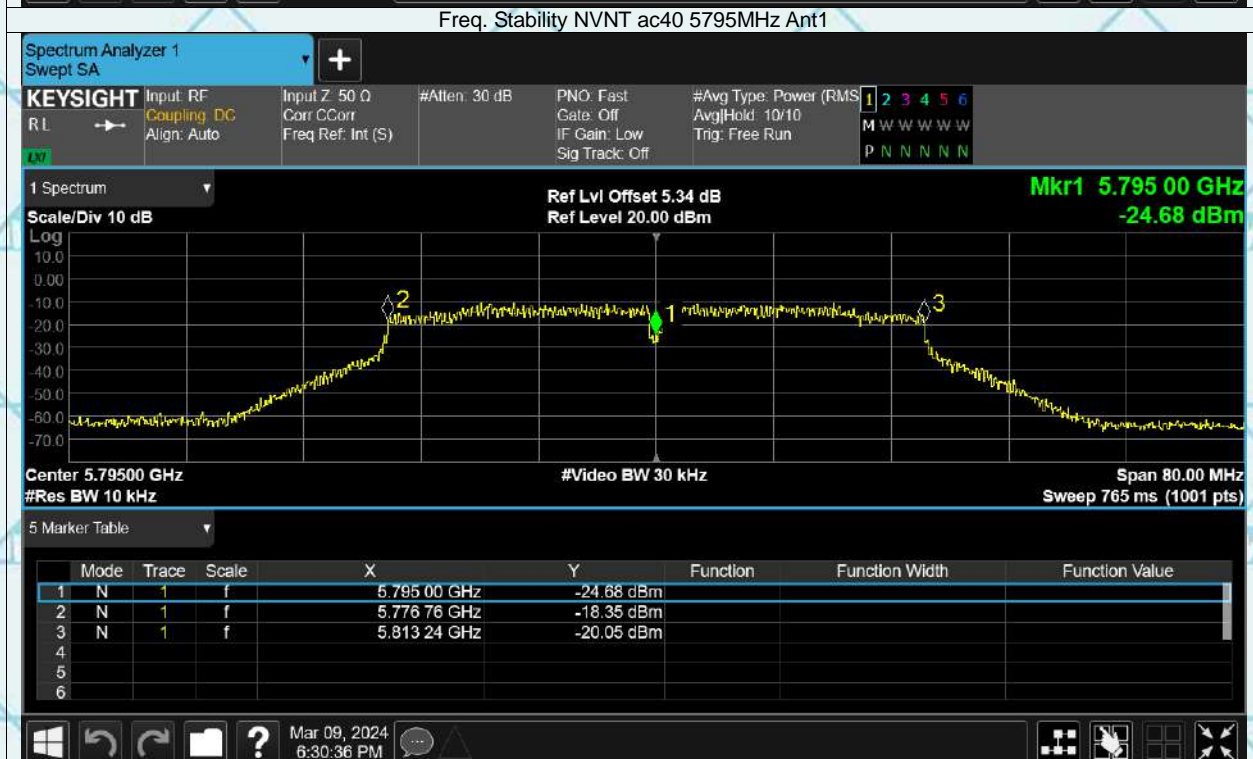 Freq. Stability NVNT ac40 5795MHz Ant1
Spectrum Analyzer 1
Swept SA
+
KEYSIGHT Input: RF Input Z: 50 Ω #Atten: 30 dB PNO: Fast #Avg Type: Power (RMS 1 2 3 4 5 6
RL Coupling: DC Corr CCorr Gate: Off Avg|Hold: 10/10 M W W W W W
Align: Auto Freq Ref: Int (S) IF Gain: Low Trig: Free Run P N N N N N
LXI Sig Track: Off
1 Spectrum Ref Lvl Offset 5.34 dB Mkr1 5.795 00 GHz
Scale/Div 10 dB Ref Level 20.00 dBm -24.68 dBm
Log
10.0
0.00
-10.0 2 3
-20.0 1
-30.0
-40.0
-50.0
-60.0
-70.0
Center 5.79500 GHz #Video BW 30 kHz Span 80.00 MHz
#Res BW 10 kHz Sweep 765 ms (1001 pts)
5 Marker Table
Mode Trace Scale X Y Function Function Width Function Value
1 N 1 f 5.795 00 GHz -24.68 dBm
2 N 1 f 5.776 76 GHz -18.35 dBm
3 N 1 f 5.813 24 GHz -20.05 dBm
4
5
6
? Mar 09, 2024
6:30:36 PM